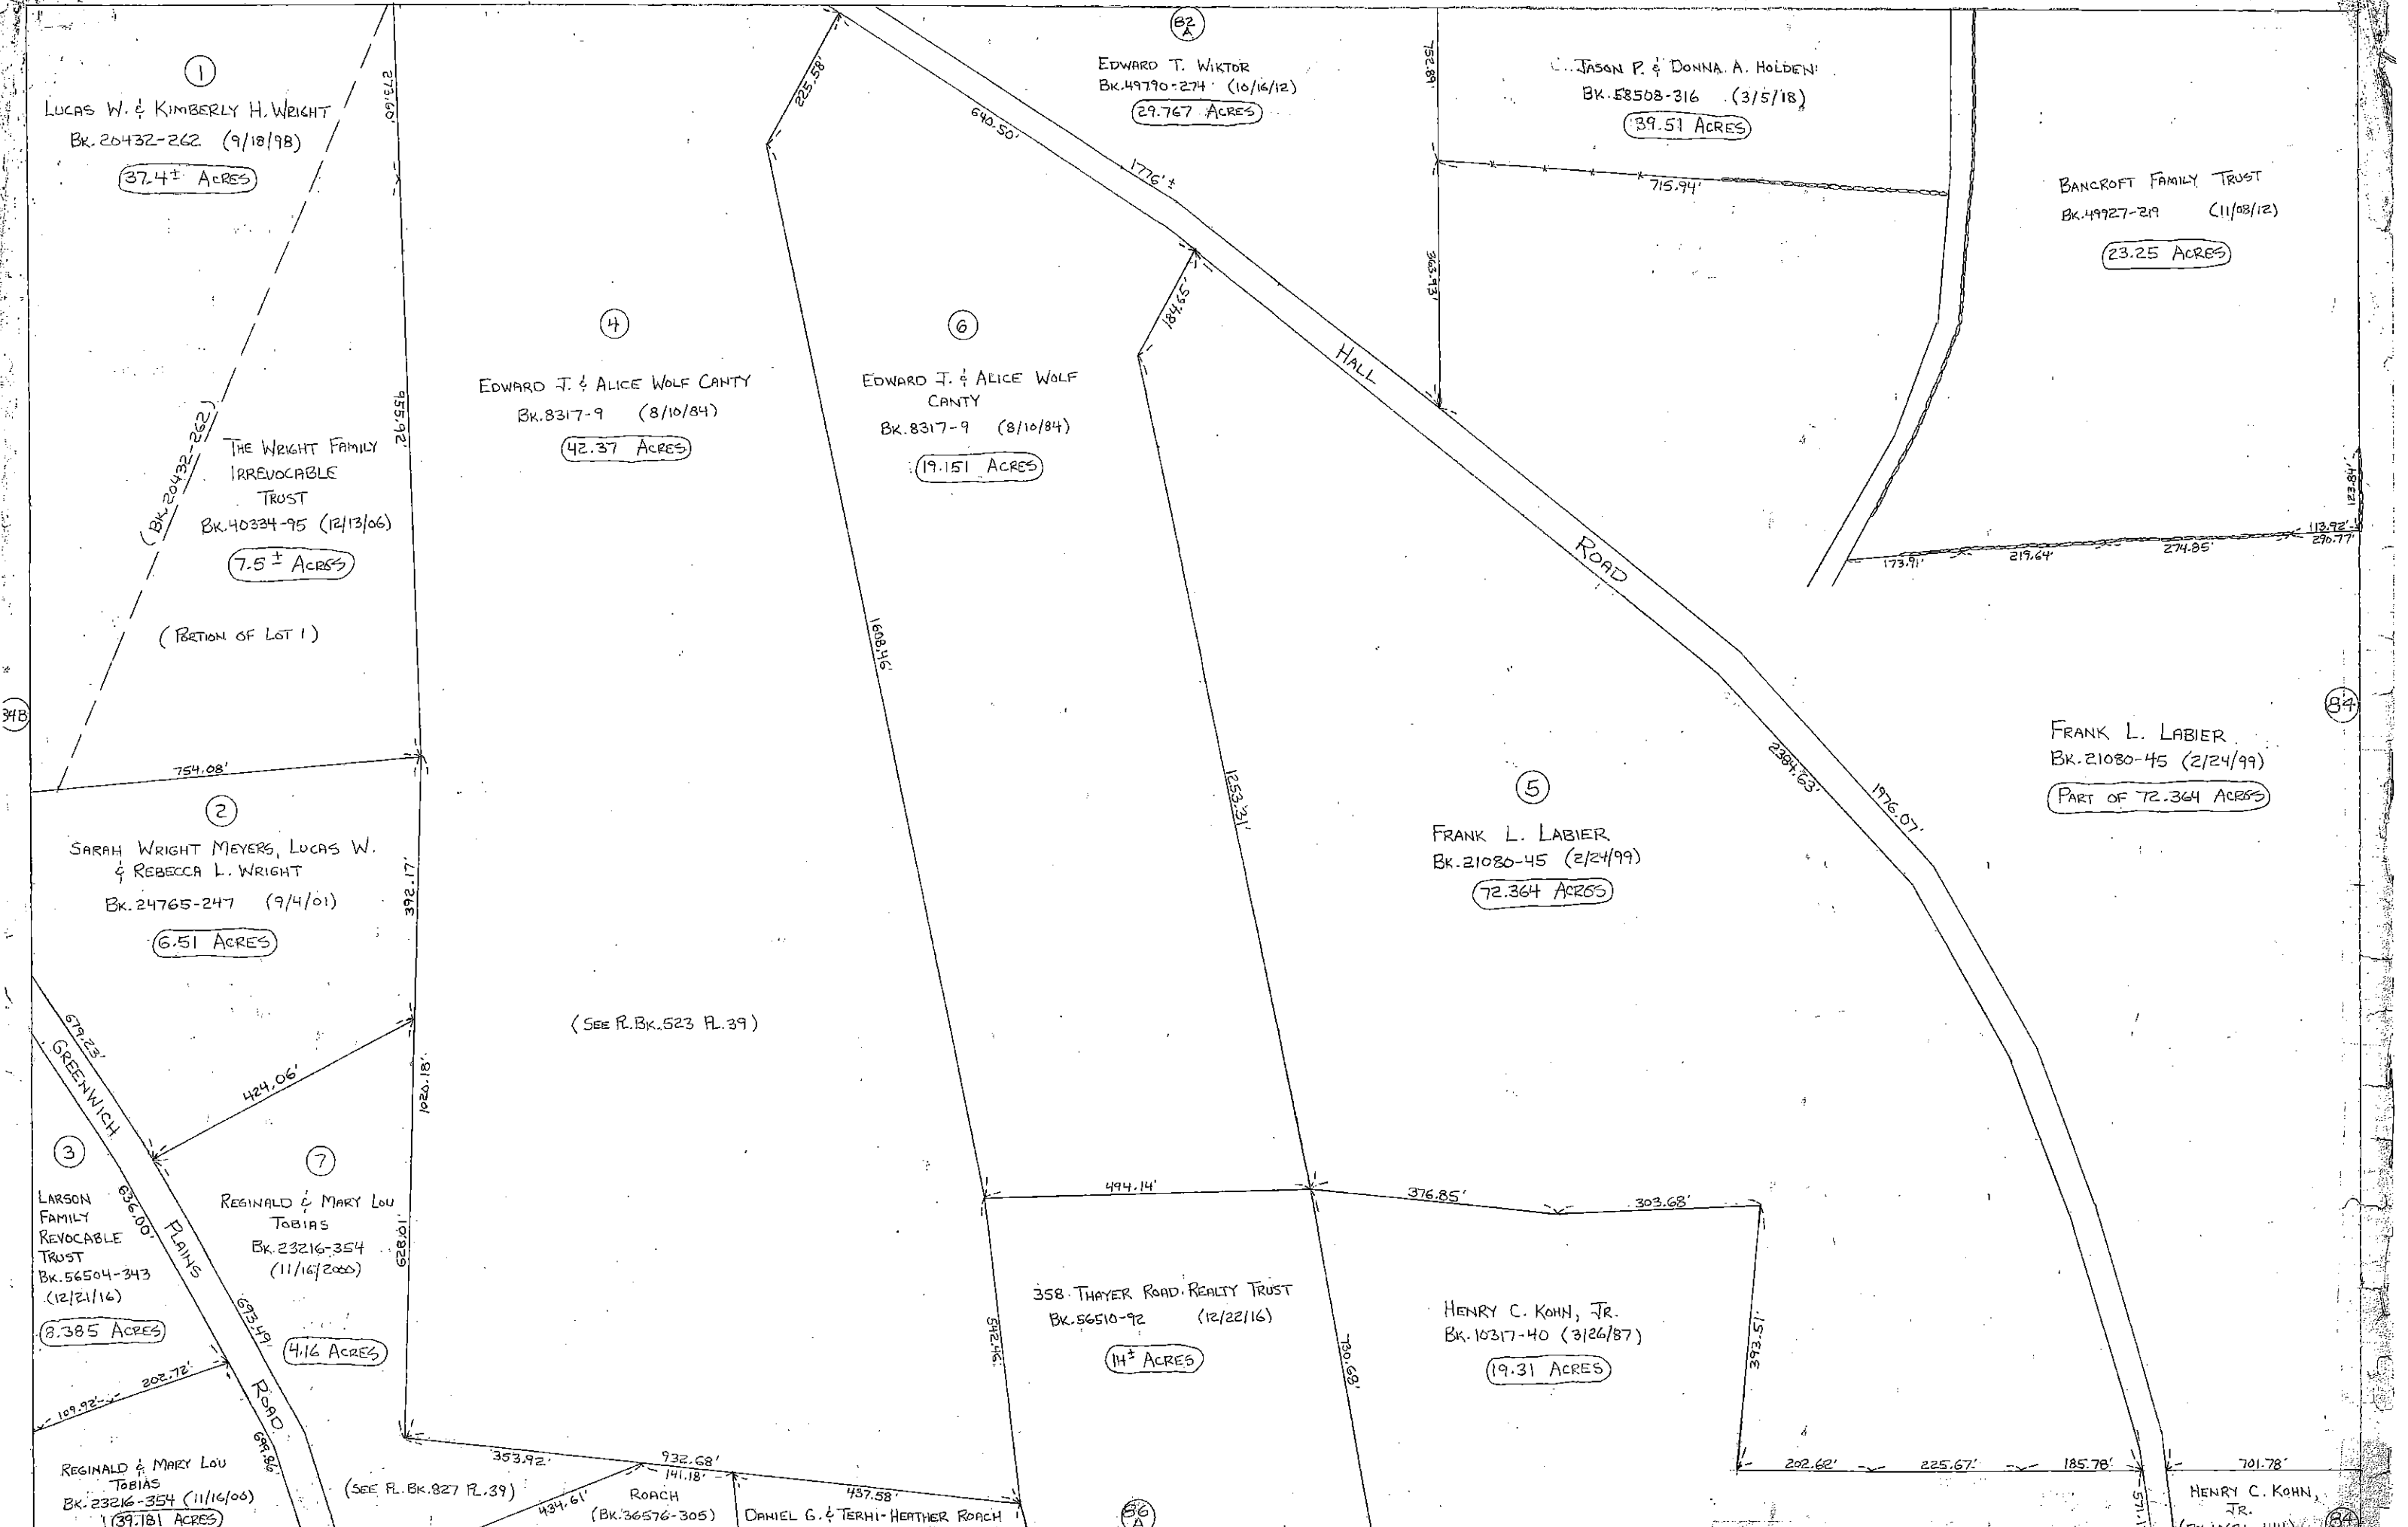 1
LUCAS W. & KIMBERLY H. WRIGHT
BK. 20432-262 (9/18/98)
37.4± ACRES
273.60'
955.92'
(BK. 20432-262)
THE WRIGHT FAMILY
IRREVOCABLE
TRUST
BK. 40334-95 (12/13/06)
7.5± ACRES
(PORTION OF LOT 1)
34B
754.08'
2
SARAH WRIGHT MEYERS, LUCAS W.
& REBECCA L. WRIGHT
BK. 24765-247 (9/4/01)
6.51 ACRES
392.17'
679.23'
GREENWICH
PLAINS
ROAD
424.06'
1020.18'
3
LARSON
FAMILY
REVOCABLE
TRUST
BK. 56504-343
(12/21/16)
8.385 ACRES
636.00'
7
REGINALD & MARY LOU
TOBIAS
BK. 23216-354
(11/16/2000)
4.16 ACRES
628.01'
693.49'
109.92'
202.72'
699.86'
REGINALD & MARY LOU
TOBIAS
BK. 23216-354 (11/16/00)
(39.181 ACRES)
4
EDWARD J. & ALICE WOLF CANTY
BK. 8317-9 (8/10/84)
42.37 ACRES
(SEE PL. BK. 523 PL. 39)
225.58'
640.50'
1608.46'
6
EDWARD J. & ALICE WOLF
CANTY
BK. 8317-9 (8/10/84)
19.151 ACRES
184.65'
1253.31'
82
A
EDWARD T. WIKTOR
BK. 49790-274 (10/16/12)
29.767 ACRES
1776'±
752.89'
363.93'
JASON P. & DONNA A. HOLDEN
BK. 58508-316 (3/5/18)
39.51 ACRES
715.94'
BANCROFT FAMILY TRUST
BK. 49927-219 (11/08/12)
23.25 ACRES
123.84'
113.92'
290.77'
274.85'
219.64'
173.91'
HALL
ROAD
84
FRANK L. LABIER
BK. 21080-45 (2/24/99)
PART OF 72.364 ACRES
2384.63'
1976.07'
5
FRANK L. LABIER
BK. 21080-45 (2/24/99)
72.364 ACRES
494.14'
376.85'
303.68'
358 THAYER ROAD REALTY TRUST
BK. 56510-92 (12/22/16)
14± ACRES
542.46'
730.68'
HENRY C. KOHN, JR.
BK. 10317-40 (3/26/87)
19.31 ACRES
393.51'
202.62'
225.67'
185.78'
701.78'
HENRY C. KOHN,
JR.
84
353.92'
932.68'
141.18'
437.58'
(SEE PL. BK. 827 PL. 39)
434.61'
ROACH
(BK. 36576-305)
DANIEL G. & TERHI-HEATHER ROACH
86
A